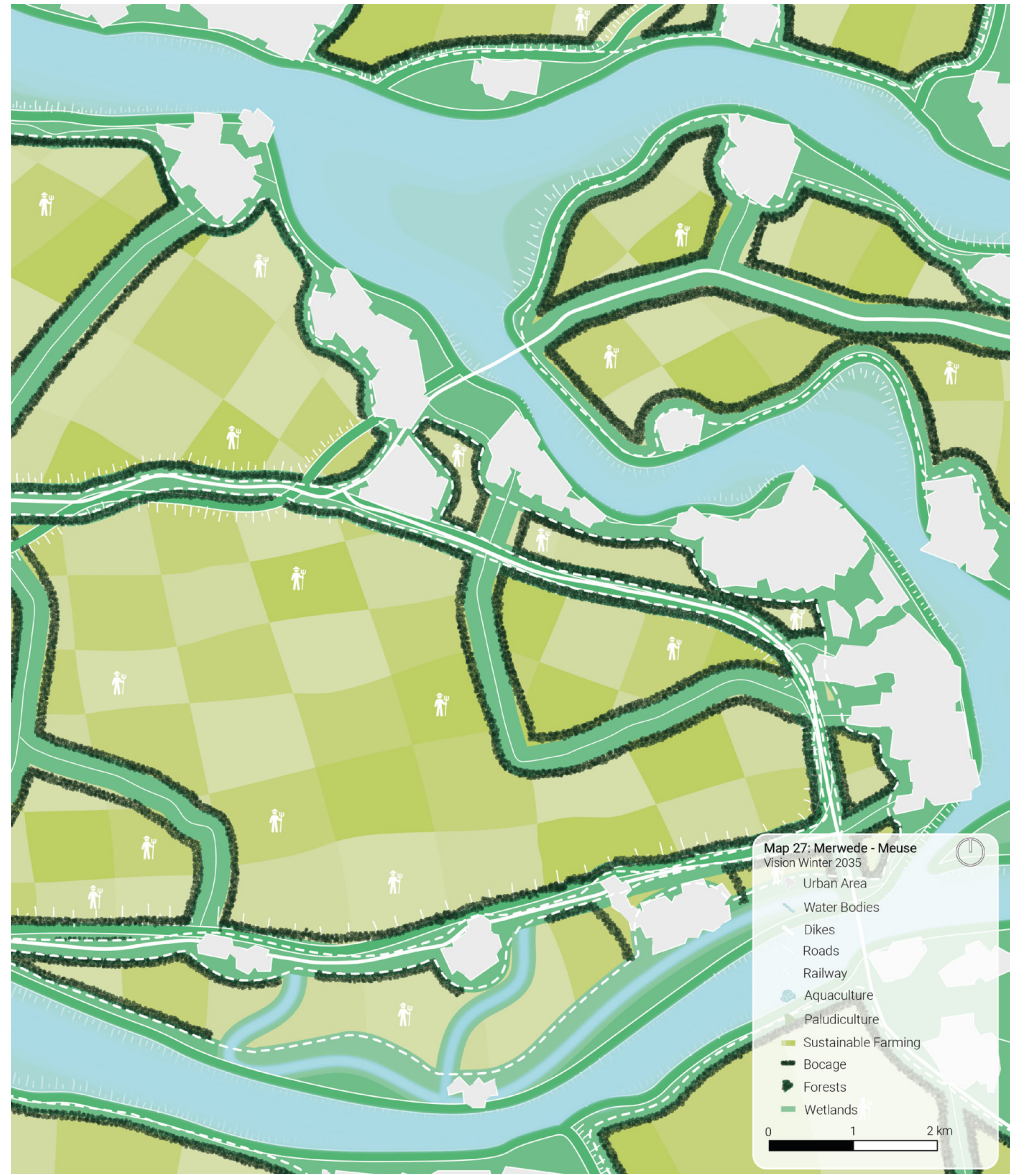 Map 27: Merwede - Meuse
Vision Winter 2035
Urban Area
Water Bodies
Dikes
Roads
Railway
Aquaculture
Paludiculture
Sustainable Farming
Bocage
Forests
Wetlands
0 1 2 km